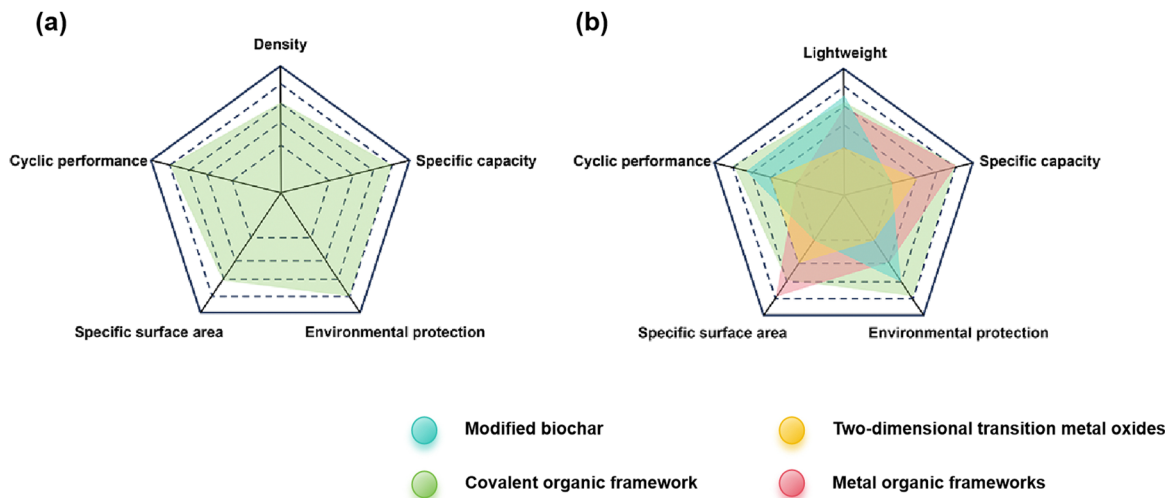 (a)
Density
Cyclic performance
Specific capacity
Specific surface area
Environmental protection
(b)
Lightweight
Cyclic performance
Specific capacity
Specific surface area
Environmental protection
Modified biochar
Two-dimensional transition metal oxides
Covalent organic framework
Metal organic frameworks